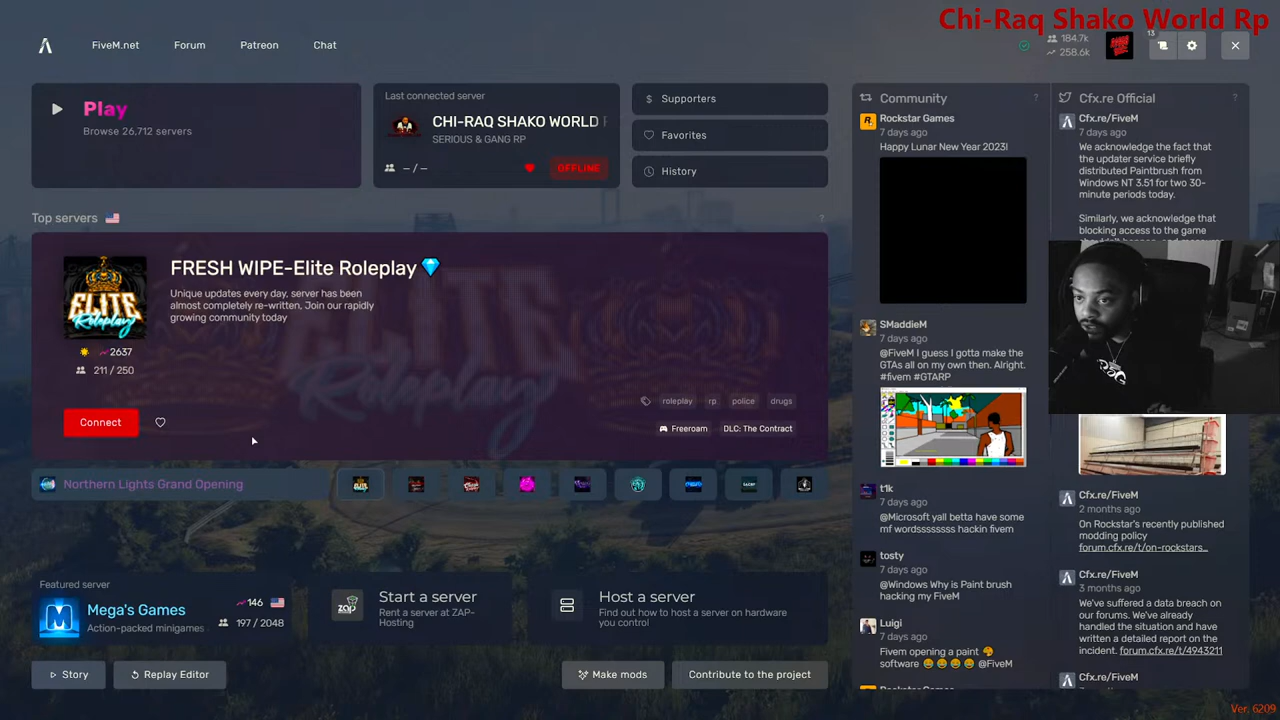 Chi-Raq Shako World Rp
FiveM.net
Forum
Patreon
Chat
184.7k
258.6k
13
Play
Browse 26,712 servers
Last connected server
CHI-RAQ SHAKO WORLD
SERIOUS & GANG RP
– / –
OFFLINE
$ Supporters
Favorites
History
Top servers
?
ELITE
Roleplay
FRESH WIPE-Elite Roleplay💎
Unique updates every day, server has been
almost completely re-written, Join our rapidly
growing community today
2637
211 / 250
roleplay
rp
police
drugs
Connect
Freeroam
DLC: The Contract
Northern Lights Grand Opening
Featured server
Mega's Games
Action-packed minigames
146
197 / 2048
ZAP
Start a server
Rent a server at ZAP-
Hosting
Host a server
Find out how to host a server on hardware
you control
Story
Replay Editor
Make mods
Contribute to the project
Community
?
Rockstar Games
7 days ago
Happy Lunar New Year 2023!
SMaddieM
7 days ago
@FiveM I guess I gotta make the
GTAs all on my own then. Alright.
#fivem #GTARP
t1k
7 days ago
@Microsoft yall betta have some
mf wordsssssss hackin fivem
tosty
7 days ago
@Windows Why is Paint brush
hacking my FiveM
Luigi
7 days ago
Fivem opening a paint 🎨
software 😂😂😂😂 @FiveM
Rockstar Games
Cfx.re Official
?
Cfx.re/FiveM
7 days ago
We acknowledge the fact that
the updater service briefly
distributed Paintbrush from
Windows NT 3.51 for two 30-
minute periods today.
Similarly, we acknowledge that
blocking access to the game
Cfx.re/FiveM
2 months ago
On Rockstar's recently published
modding policy
forum.cfx.re/t/on-rockstars…
Cfx.re/FiveM
3 months ago
We've suffered a data breach on
our forums. We've already
handled the situation and have
written a detailed report on the
incident. forum.cfx.re/t/4943211
Cfx.re/FiveM
Ver. 6209